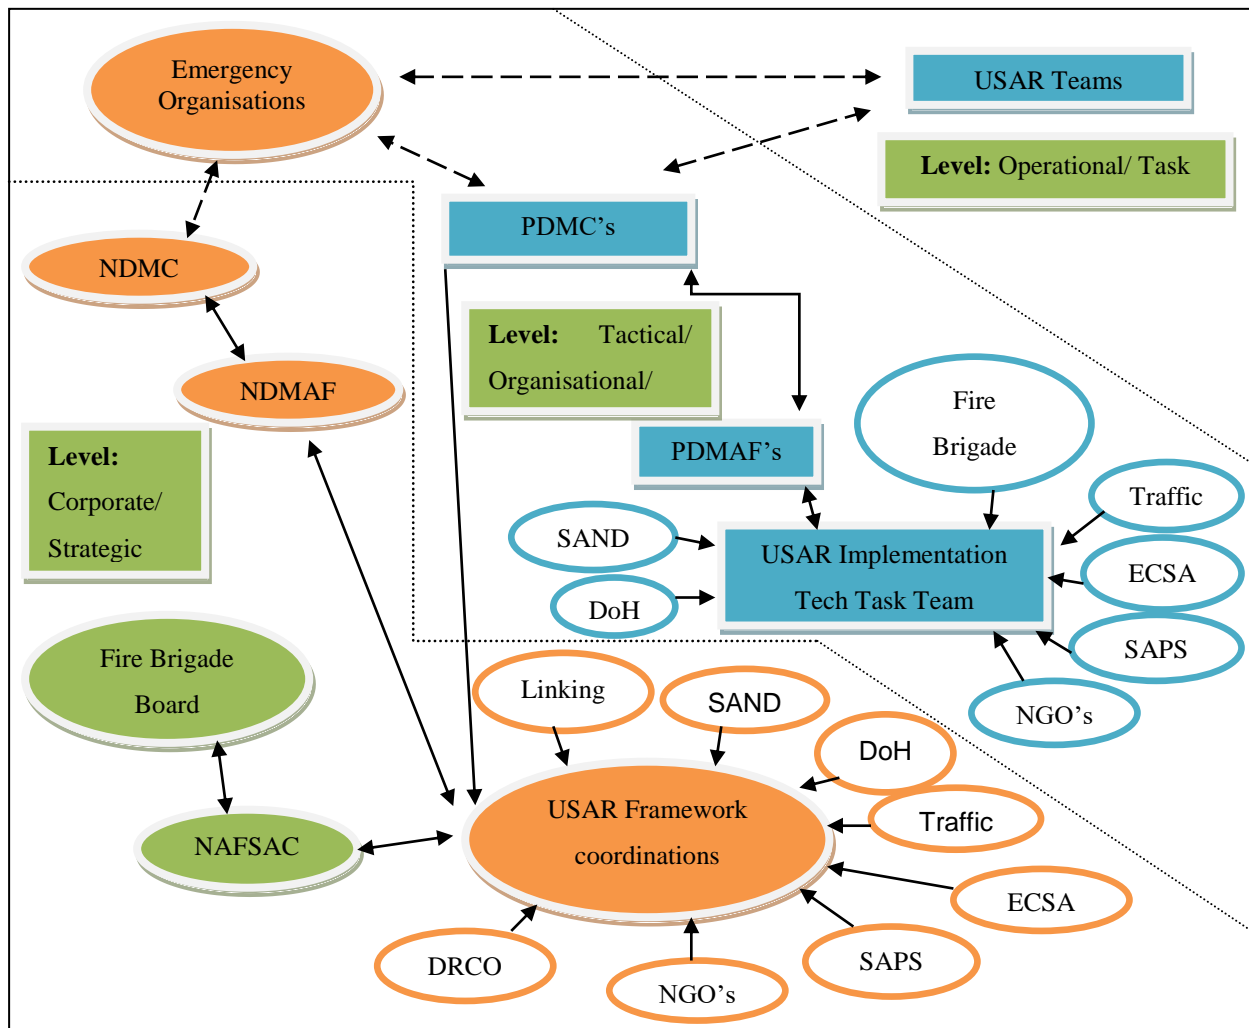 Emergency
Organisations
USAR Teams
Level: Operational/ Task
PDMC’s
NDMC
Level: Tactical/
Organisational/
NDMAF
Fire
Brigade
Level:
Corporate/
Strategic
PDMAF’s
Traffic
SAND
USAR Implementation
Tech Task Team
ECSA
DoH
SAPS
Fire Brigade
Board
Linking
SAND
NGO’s
DoH
USAR Framework
coordinations
Traffic
NAFSAC
ECSA
DRCO
SAPS
NGO’s